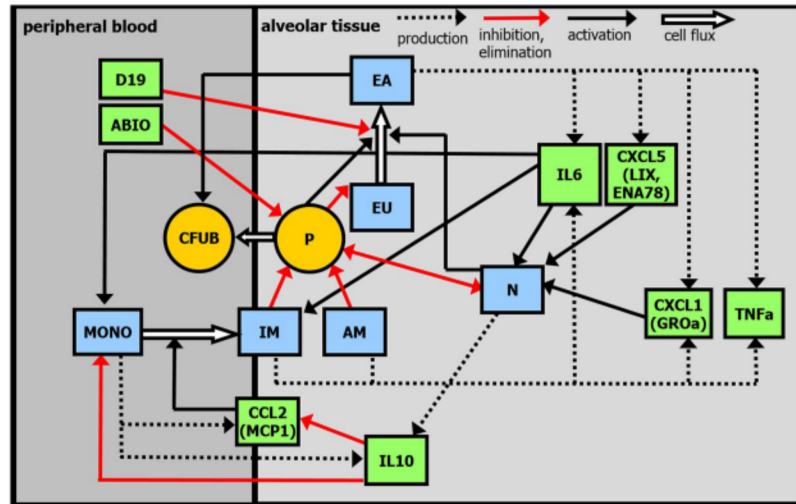 peripheral blood
alveolar tissue
production
inhibition,
elimination
activation
cell flux
D19
EA
ABIO
IL6
CXCL5
(LIX,
ENA78)
EU
CFUB
P
N
CXCL1
(GROa)
TNFa
MONO
IM
AM
CCL2
(MCP1)
IL10